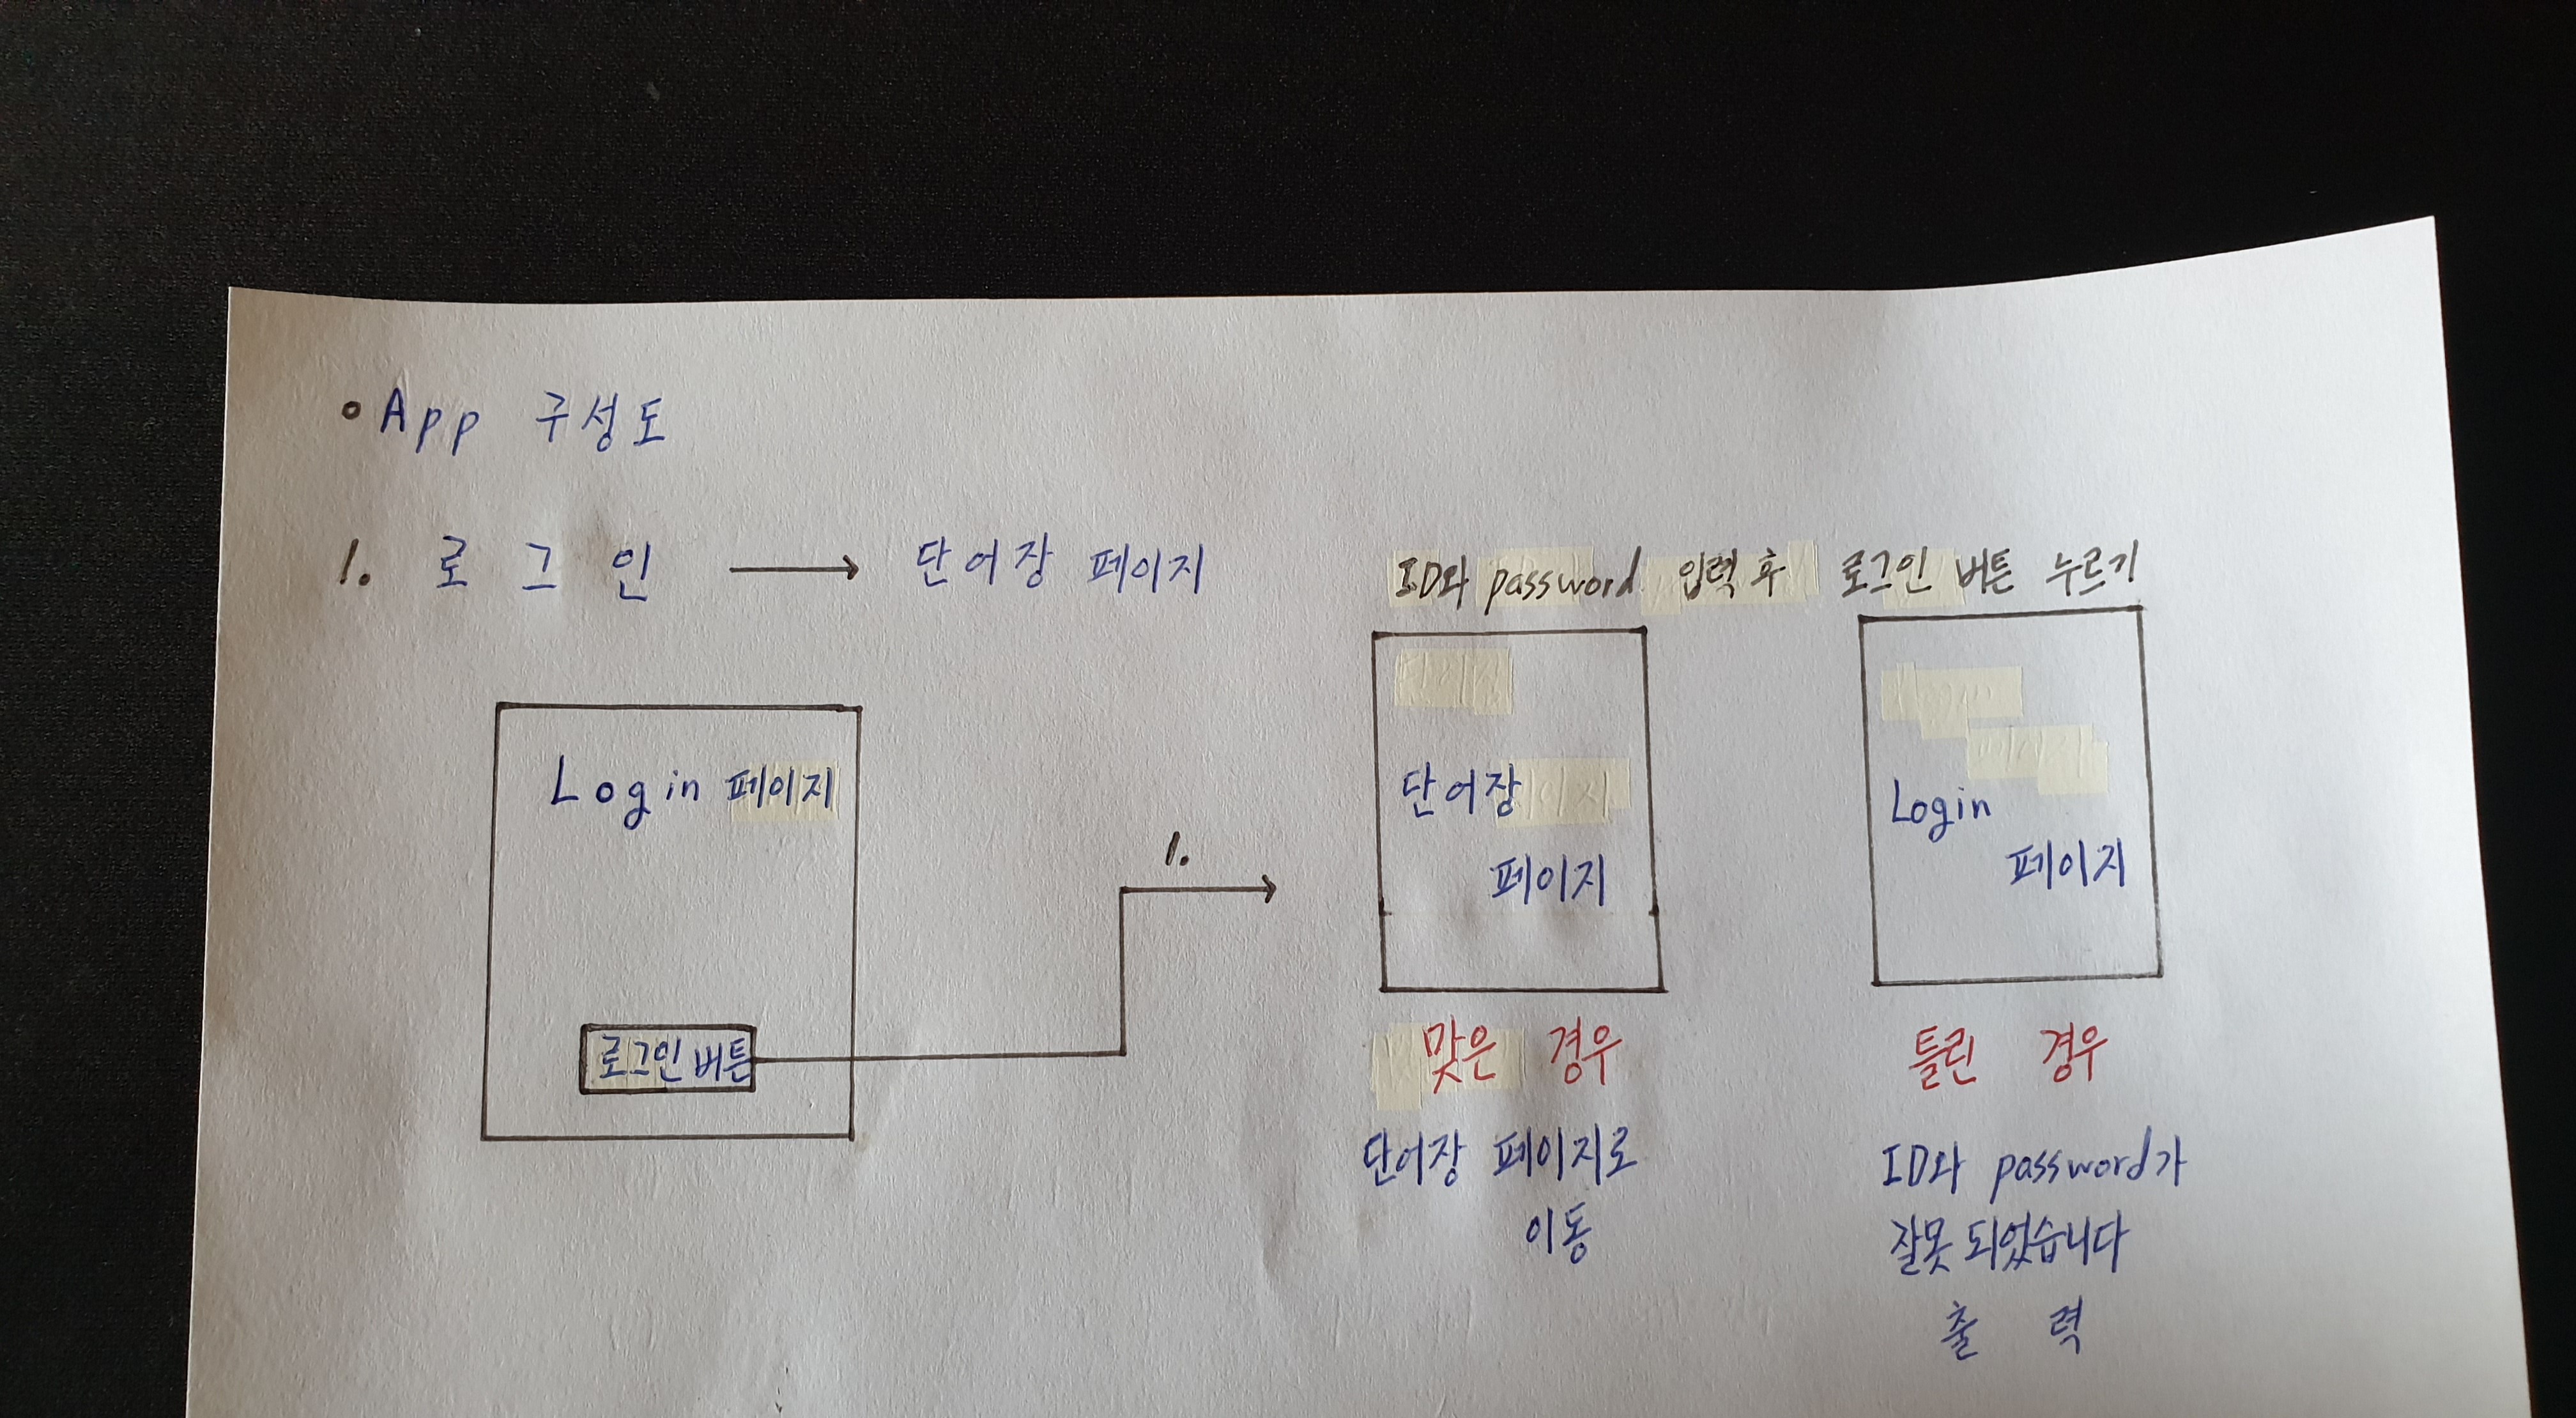 App 구성도
1. 로그인 → 단어장 페이지
ID와 password 입력 후 로그인 버튼 누르기
Login 페이지
로그인 버튼
1.
단어장
페이지
맞은 경우
단어장 페이지로
이동
Login
페이지
틀린 경우
ID와 password가
잘못 되었습니다
출력